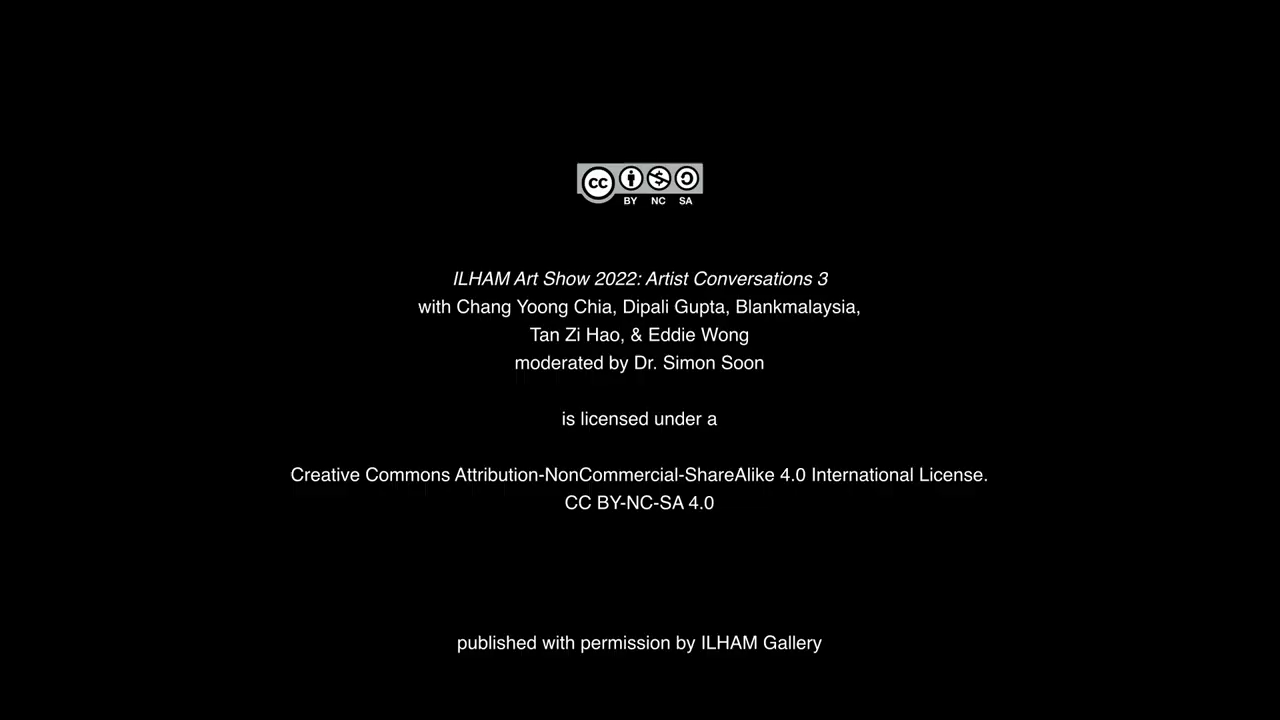 cc
BY NC SA
ILHAM Art Show 2022: Artist Conversations 3
with Chang Yoong Chia, Dipali Gupta, Blankmalaysia,
Tan Zi Hao, & Eddie Wong
moderated by Dr. Simon Soon
is licensed under a
Creative Commons Attribution-NonCommercial-ShareAlike 4.0 International License.
CC BY-NC-SA 4.0
published with permission by ILHAM Gallery